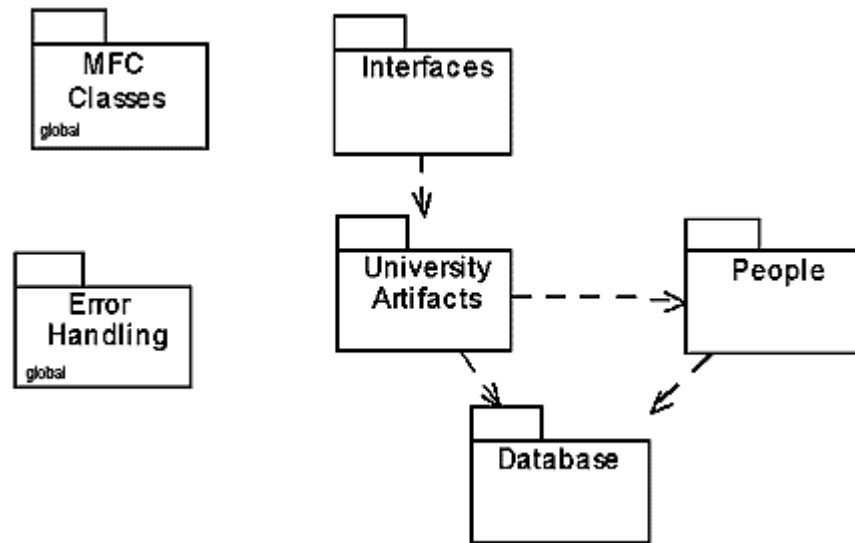 MFC
Classes
global
Interfaces
University
Artifacts
People
Error
Handling
global
Database